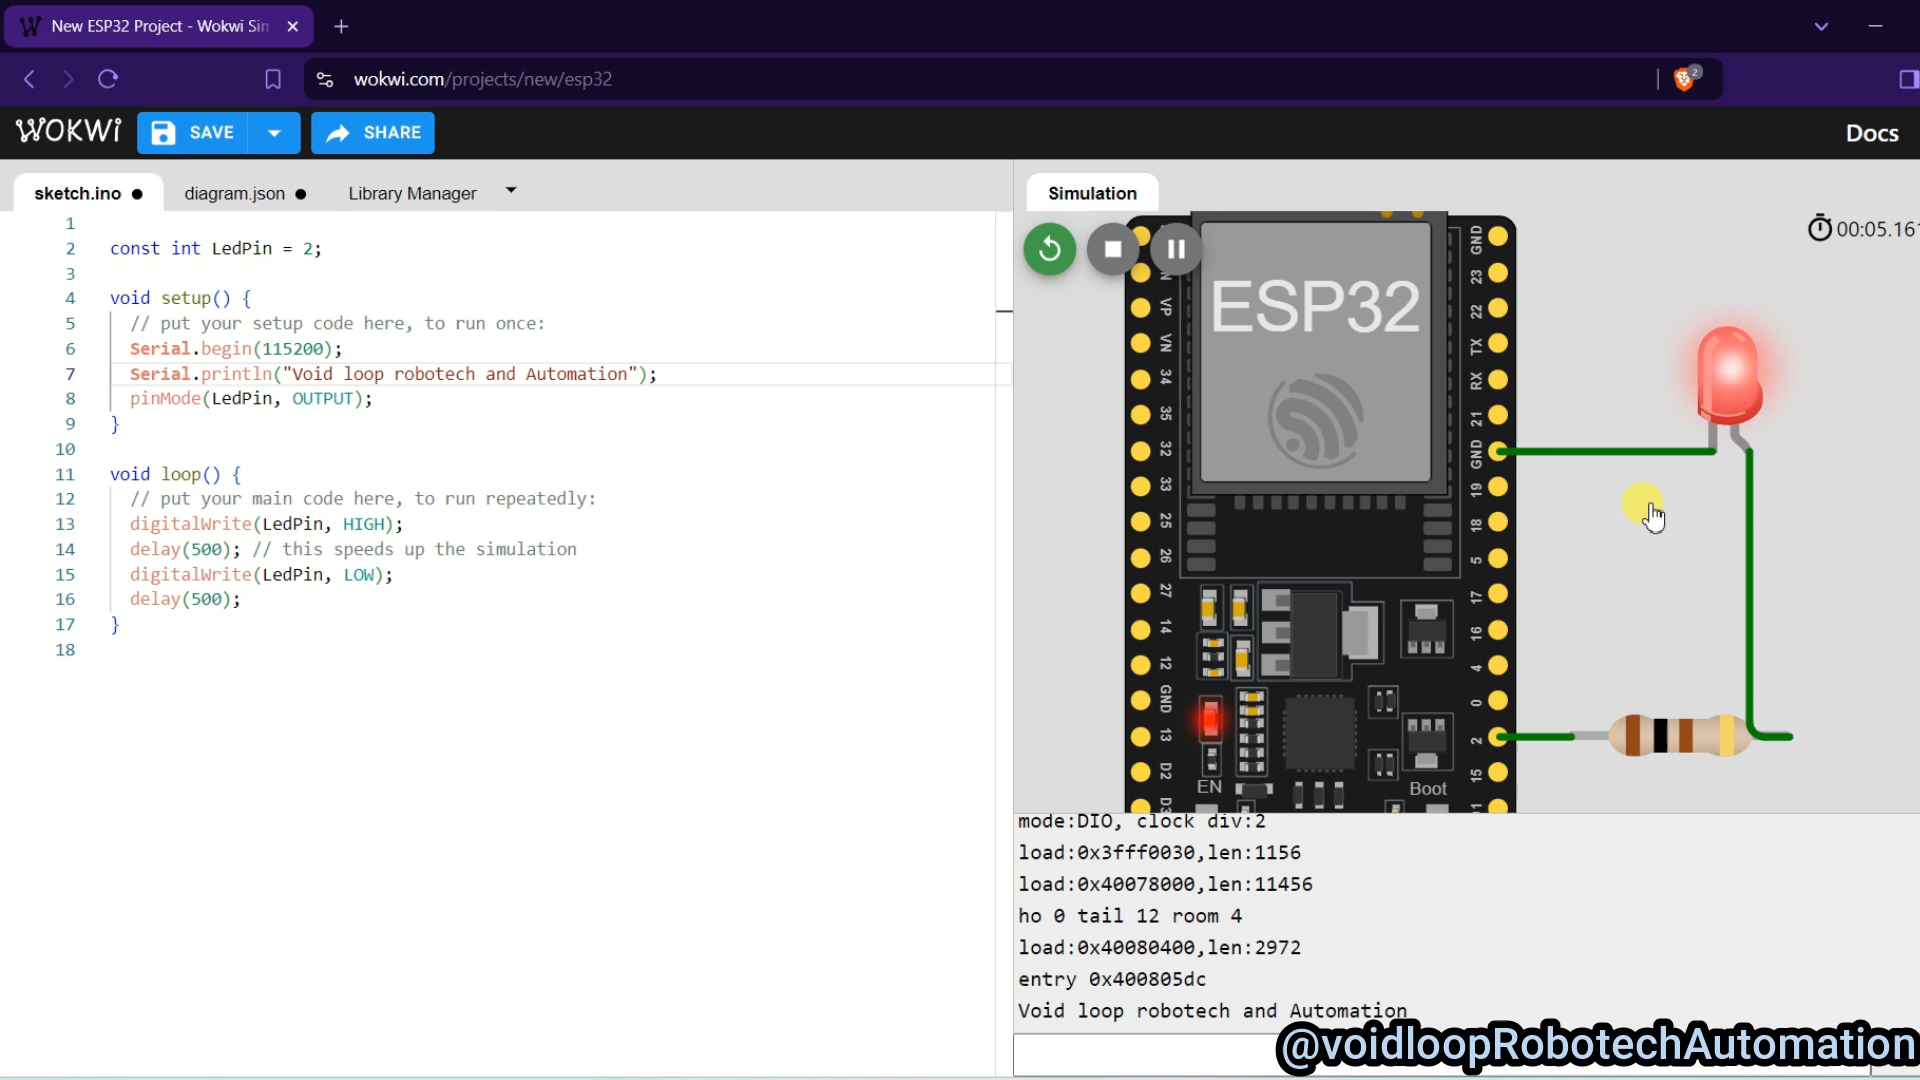 New ESP32 Project - Wokwi Sim
wokwi.com/projects/new/esp32
2
WOKWI
SAVE
SHARE
Docs
sketch.ino
diagram.json
Library Manager
Simulation
1
2 const int LedPin = 2;
3
4 void setup() {
5 // put your setup code here, to run once:
6 Serial.begin(115200);
7 Serial.println("Void loop robotech and Automation");
8 pinMode(LedPin, OUTPUT);
9 }
10
11 void loop() {
12 // put your main code here, to run repeatedly:
13 digitalWrite(LedPin, HIGH);
14 delay(500); // this speeds up the simulation
15 digitalWrite(LedPin, LOW);
16 delay(500);
17 }
18
00:05.161
ESP32
VP
VN
34
35
32
33
25
26
27
14
12
GND
13
D2
D3
GND
23
22
TX
RX
21
GND
19
18
5
17
16
4
0
2
15
EN
Boot
mode:DIO, clock div:2
load:0x3fff0030,len:1156
load:0x40078000,len:11456
ho 0 tail 12 room 4
load:0x40080400,len:2972
entry 0x400805dc
Void loop robotech and Automation
@voidloopRobotechAutomation